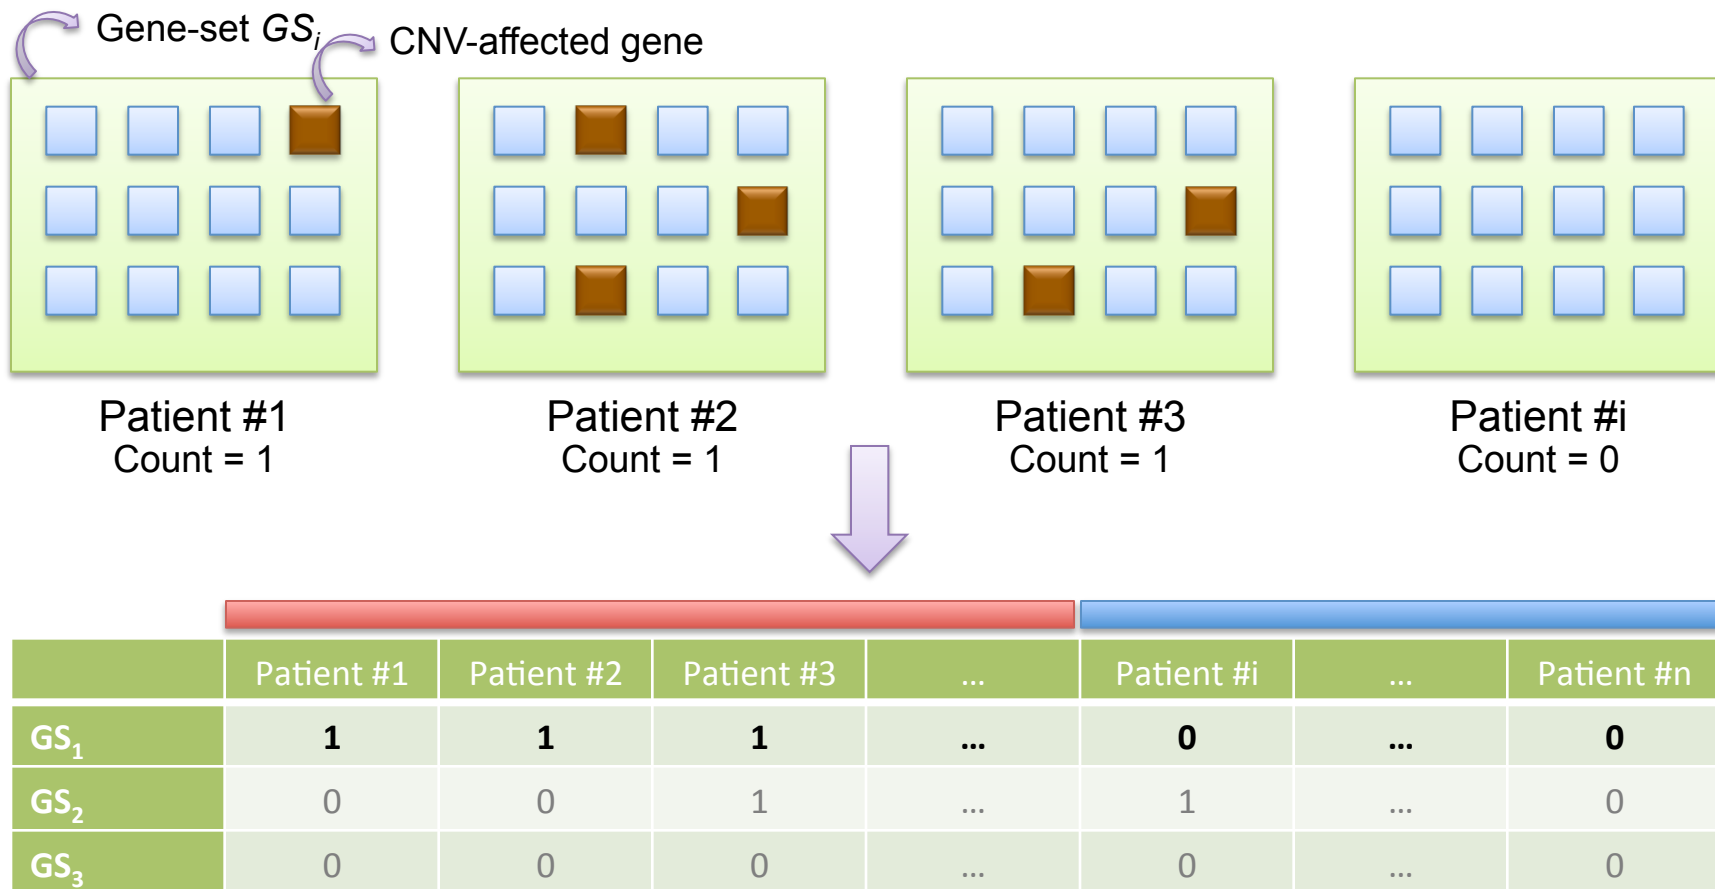 Gene-set GSi
CNV-affected gene
Patient #1
Count = 1
Patient #2
Count = 1
Patient #3
Count = 1
Patient #i
Count = 0
Patient #1 Patient #2 Patient #3 ... Patient #i ... Patient #n
GS1 1 1 1 ... 0 ... 0
GS2 0 0 1 ... 1 ... 0
GS3 0 0 0 ... 0 ... 0